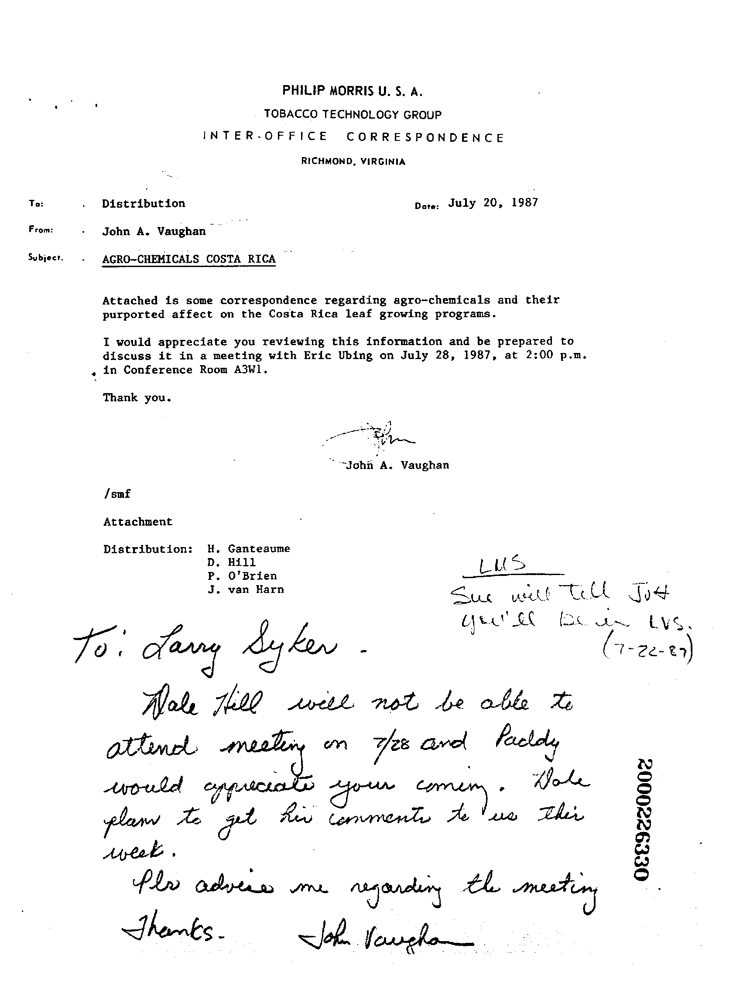 PHILIP MORRIS U. S. A.
TOBACCO TECHNOLOGY GROUP
INTER-OFFICE CORRESPONDENCE
RICHMOND, VIRGINIA
To: Distribution Date: July 20, 1987
From: John A. Vaughan
Subject. AGRO-CHEMICALS COSTA RICA
Attached is some correspondence regarding agro-chemicals and their
purported affect on the Costa Rica leaf growing programs.
I would appreciate you reviewing this information and be prepared to
discuss it in a meeting with Eric Ubing on July 28, 1987, at 2:00 p.m.
in Conference Room A3W1.
Thank you.
John
John A. Vaughan
/smf
Attachment
Distribution: H. Ganteaume
D. Hill
P. O'Brien
J. van Harn
LMS
Sue will tell
you'll be in LVS.
(7-22-87)
To: Larry Syker -
Dale Hill will not be able to
attend meeting on 7/28 and Paddy
would appreciate your coming. Dale
plans to get his comments to us this
week.
Pls advise me regarding the meeting
Thanks. John Vaughan
2000226330